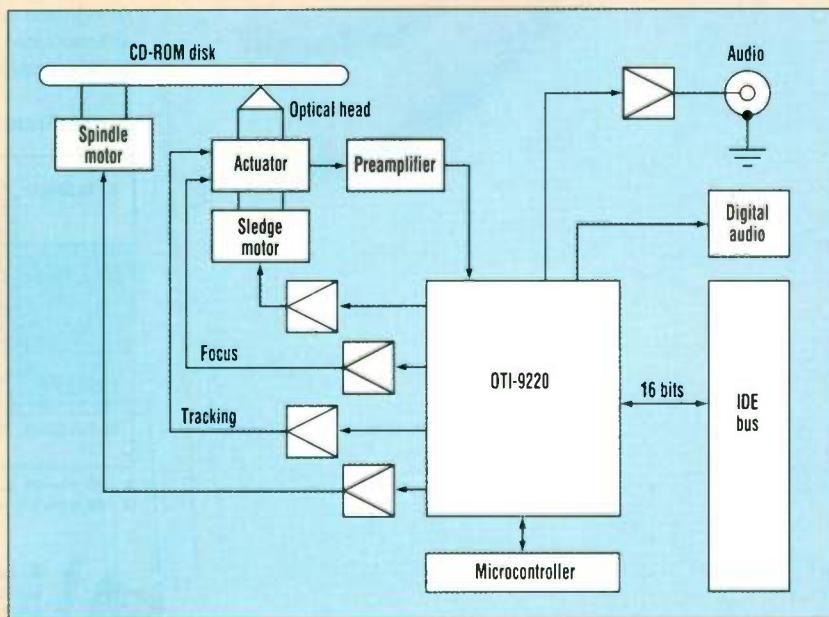 CD-ROM disk
Audio
Optical head
Spindle
motor
Actuator
Preamplifier
Sledge
motor
Digital
audio
Focus
OTI-9220
16 bits
IDE
bus
Tracking
Microcontroller